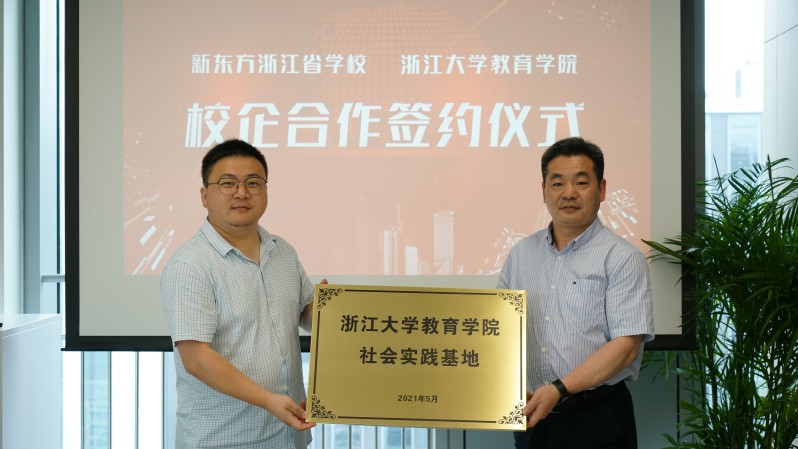 新东方浙江省学校 浙江大学教育学院
校企合作签约仪式
浙江大学教育学院
社会实践基地
2021年5月